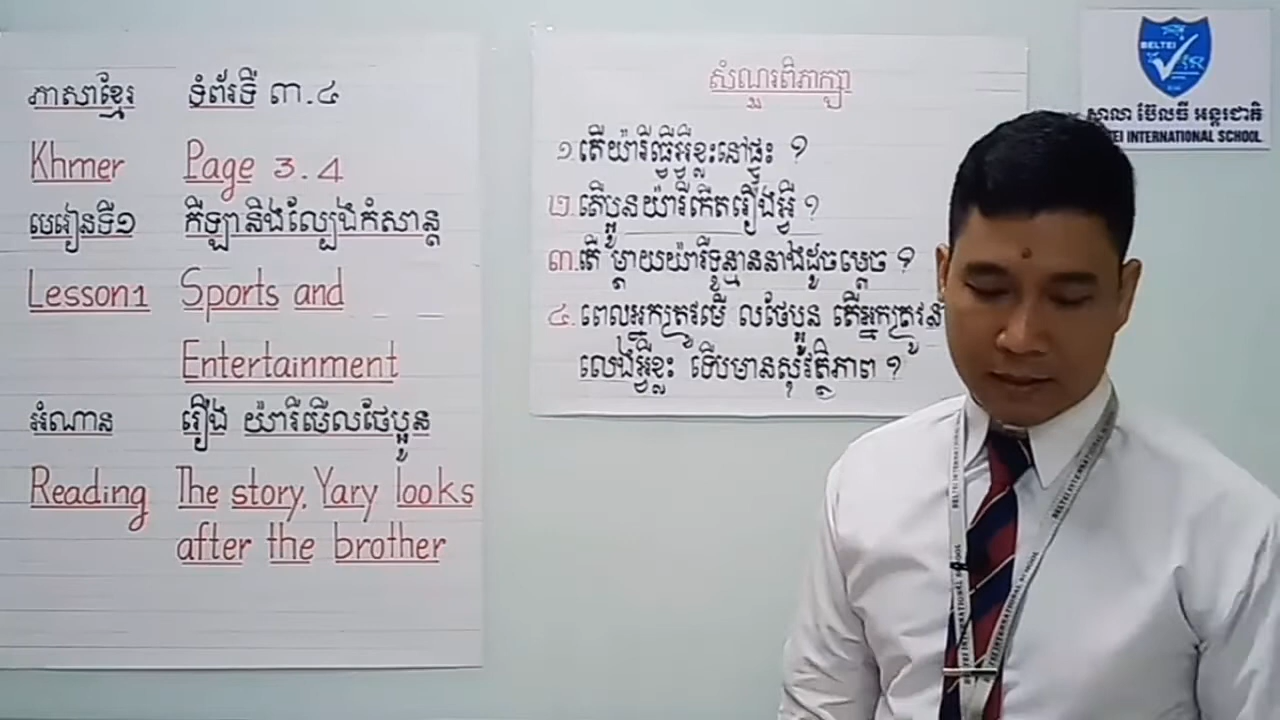 ភាសាខ្មែរ ទំព័រទី ៣.៤
Khmer Page 3.4
មេរៀនទី១ កីឡានិងល្បែងកំសាន្ត
Lesson1 Sports and
Entertainment
អំណាន រឿង យ៉ារីមើលថែប្អូន
Reading The story, Yary looks
after the brother
សំណួរពិភាក្សា
១.តើយ៉ារីធ្វើអ្វីខ្លះនៅផ្ទះ ?
២.តើប្អូនយ៉ារីកើតរឿងអ្វី ?
៣.តើ ម្តាយយ៉ារីទូន្មាននាងដូចម្តេច ?
៤.ពេលអ្នកត្រូវមើលថែប្អូន តើអ្នកត្រូវ
លេងអ្វីខ្លះ ទើបមានសុវត្ថិភាព ?
BELTEI
សាលា ប៊ែលធី អន្តរជាតិ
TEI INTERNATIONAL SCHOOL
BELTEI INTERNATIONAL SCHOOL